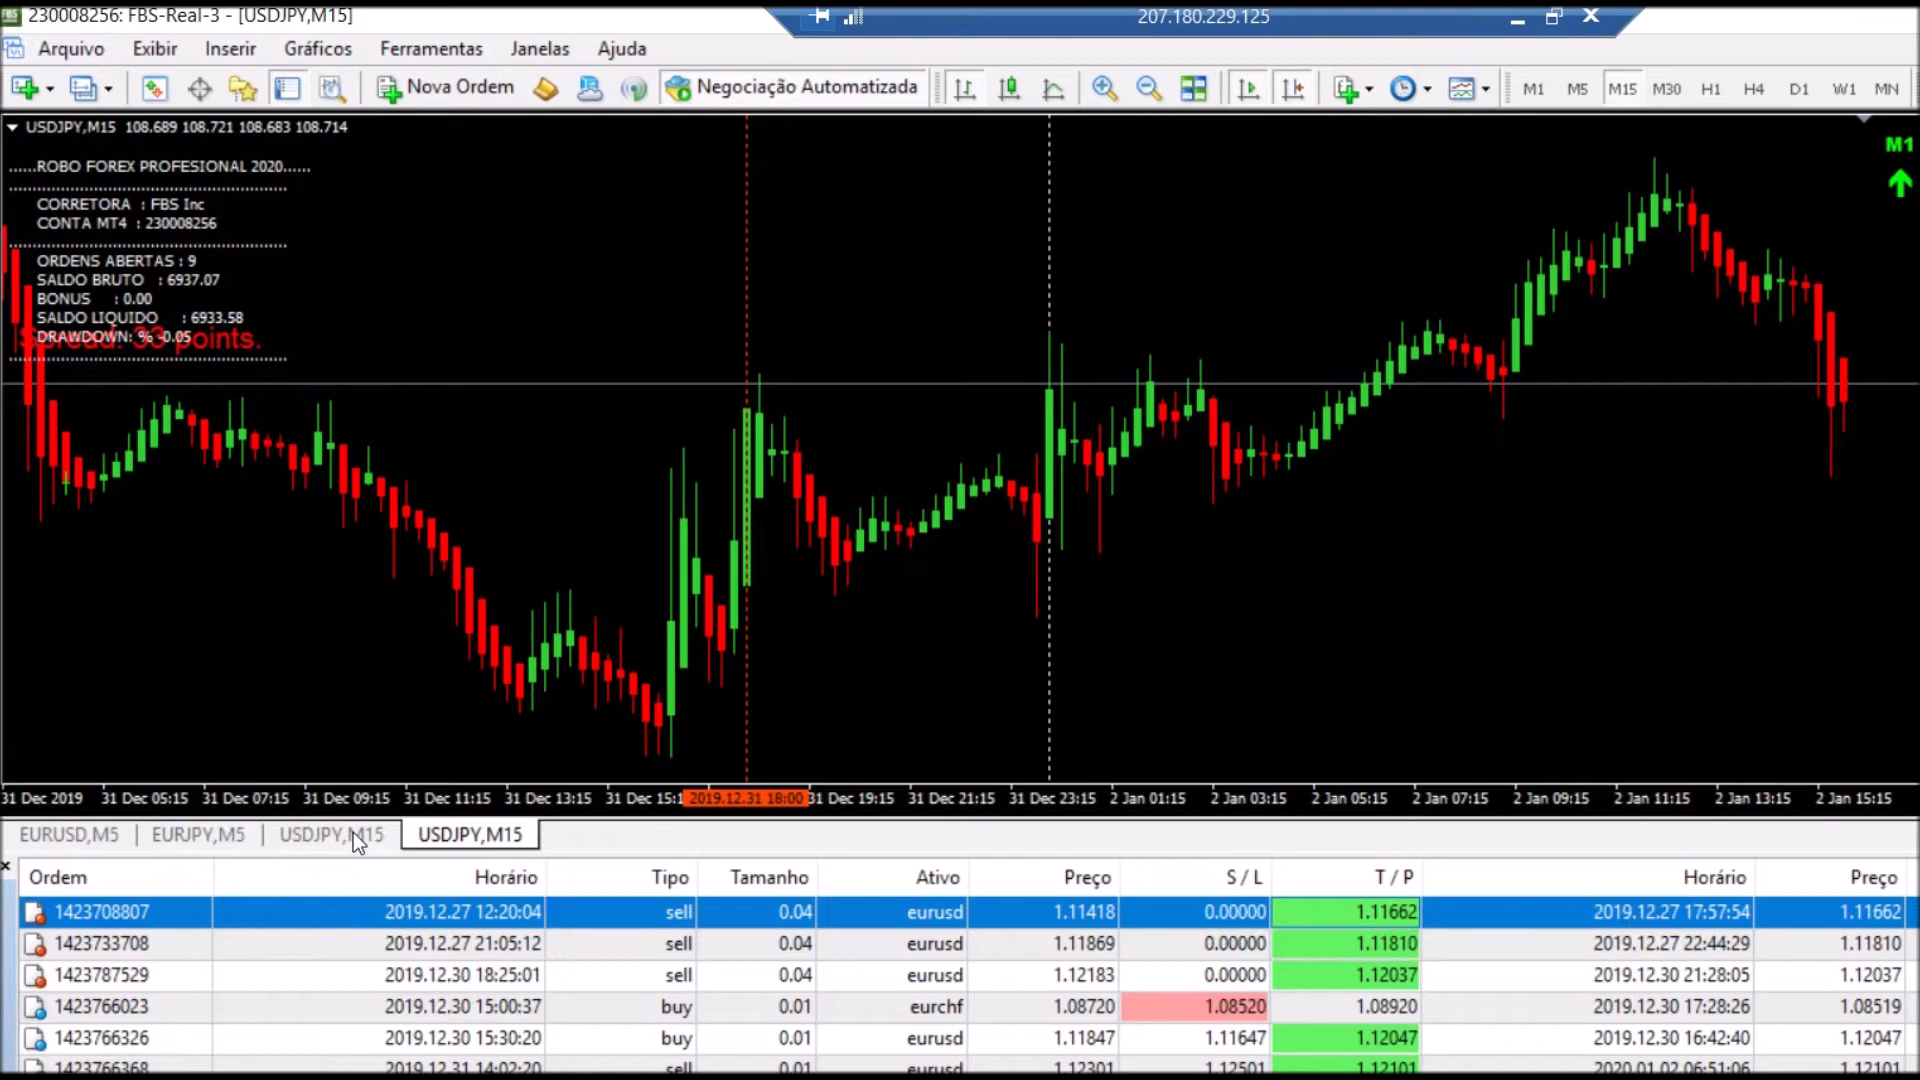 230008256: FBS-Real-3 - [USDJPY,M15]
207.180.229.125
Arquivo Exibir Inserir Gráficos Ferramentas Janelas Ajuda
Nova Ordem Negociação Automatizada M1 M5 M15 M30 H1 H4 D1 W1 MN
USDJPY,M15 108.689 108.721 108.683 108.714
M1
......ROBO FOREX PROFESIONAL 2020......
CORRETORA : FBS Inc
CONTA MT4 : 230008256
ORDENS ABERTAS : 9
SALDO BRUTO : 6937.07
BONUS : 0.00
SALDO LIQUIDO : 6933.58
DRAWDOWN: % -0.05
Spread: 33 points.
31 Dec 2019 31 Dec 05:15 31 Dec 07:15 31 Dec 09:15 31 Dec 11:15 31 Dec 13:15 31 Dec 15:1 2019.12.31 18:00 31 Dec 19:15 31 Dec 21:15 31 Dec 23:15 2 Jan 01:15 2 Jan 03:15 2 Jan 05:15 2 Jan 07:15 2 Jan 09:15 2 Jan 11:15 2 Jan 13:15 2 Jan 15:15
EURUSD,M5 EURJPY,M5 USDJPY,M15 USDJPY,M15
Ordem Horário Tipo Tamanho Ativo Preço S / L T / P Horário Preço
1423708807 2019.12.27 12:20:04 sell 0.04 eurusd 1.11418 0.00000 1.11662 2019.12.27 17:57:54 1.11662
1423733708 2019.12.27 21:05:12 sell 0.04 eurusd 1.11869 0.00000 1.11810 2019.12.27 22:44:29 1.11810
1423787529 2019.12.30 18:25:01 sell 0.04 eurusd 1.12183 0.00000 1.12037 2019.12.30 21:28:05 1.12037
1423766023 2019.12.30 15:00:37 buy 0.01 eurchf 1.08720 1.08520 1.08920 2019.12.30 17:28:26 1.08519
1423766326 2019.12.30 15:30:20 buy 0.01 eurusd 1.11847 1.11647 1.12047 2019.12.30 16:42:40 1.12047
1423766368 2019.12.31 14:02:20 sell 0.01 eurusd 1.12301 1.12501 1.12101 2020.01.02 06:51:06 1.12101